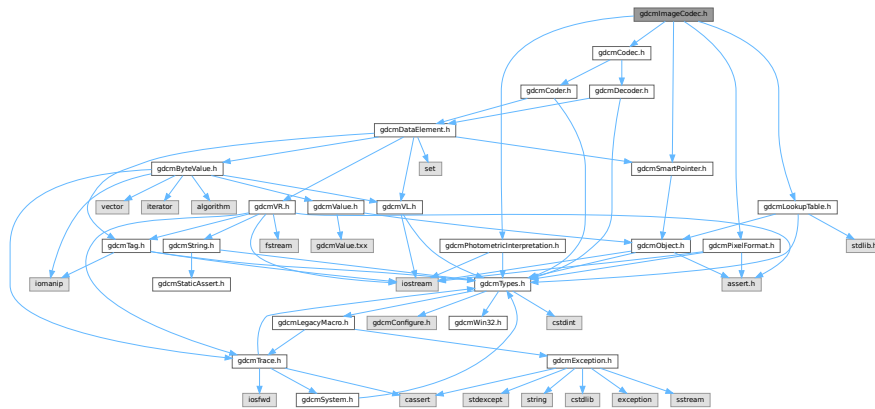 gdcmImageCodec.h
gdcmCodec.h
gdcmCoder.h
gdcmDecoder.h
gdcmDataElement.h
gdcmByteValue.h
set
gdcmSmartPointer.h
vector
iterator
algorithm
gdcmVR.h
gdcmValue.h
gdcmVL.h
gdcmLookupTable.h
gdcmTag.h
gdcmString.h
fstream
gdcmValue.txx
gdcmPhotometricInterpretation.h
gdcmObject.h
gdcmPixelFormat.h
stdlib.h
iomanip
gdcmStaticAssert.h
iostream
gdcmTypes.h
assert.h
gdcmLegacyMacro.h
gdcmConfigure.h
gdcmWin32.h
cstdint
gdcmTrace.h
gdcmException.h
iosfwd
gdcmSystem.h
cassert
stdexcept
string
cstdlib
exception
sstream